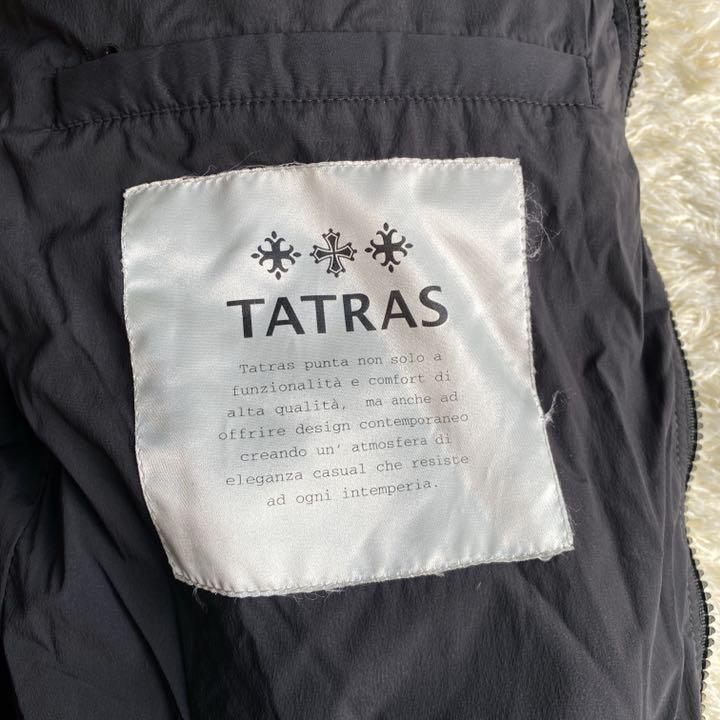 TATRAS
Tatras punta non solo a
funzionalità e comfort di
alta qualità, ma anche ad
offrire design contemporaneo
creando un' atmosfera di
eleganza casual che resiste
ad ogni intemperia.